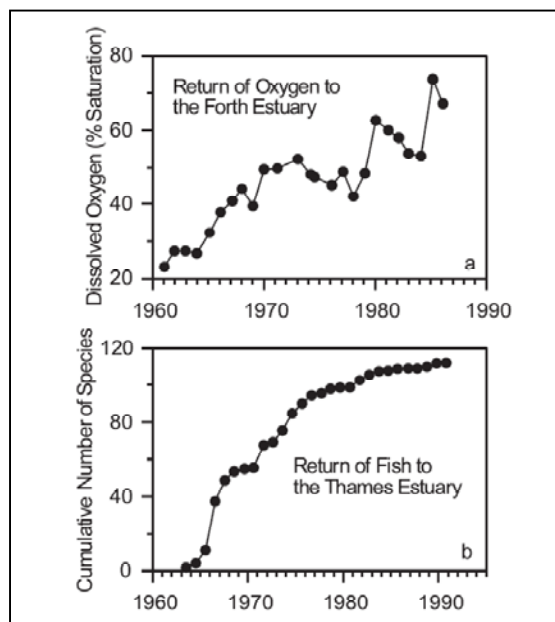 80
60
40
20
Dissolved Oxygen (% Saturation)
Return of Oxygen to
the Forth Estuary
a
1960
1970
1980
1990
120
80
40
0
Cumulative Number of Species
Return of Fish to
the Thames Estuary
b
1960
1970
1980
1990